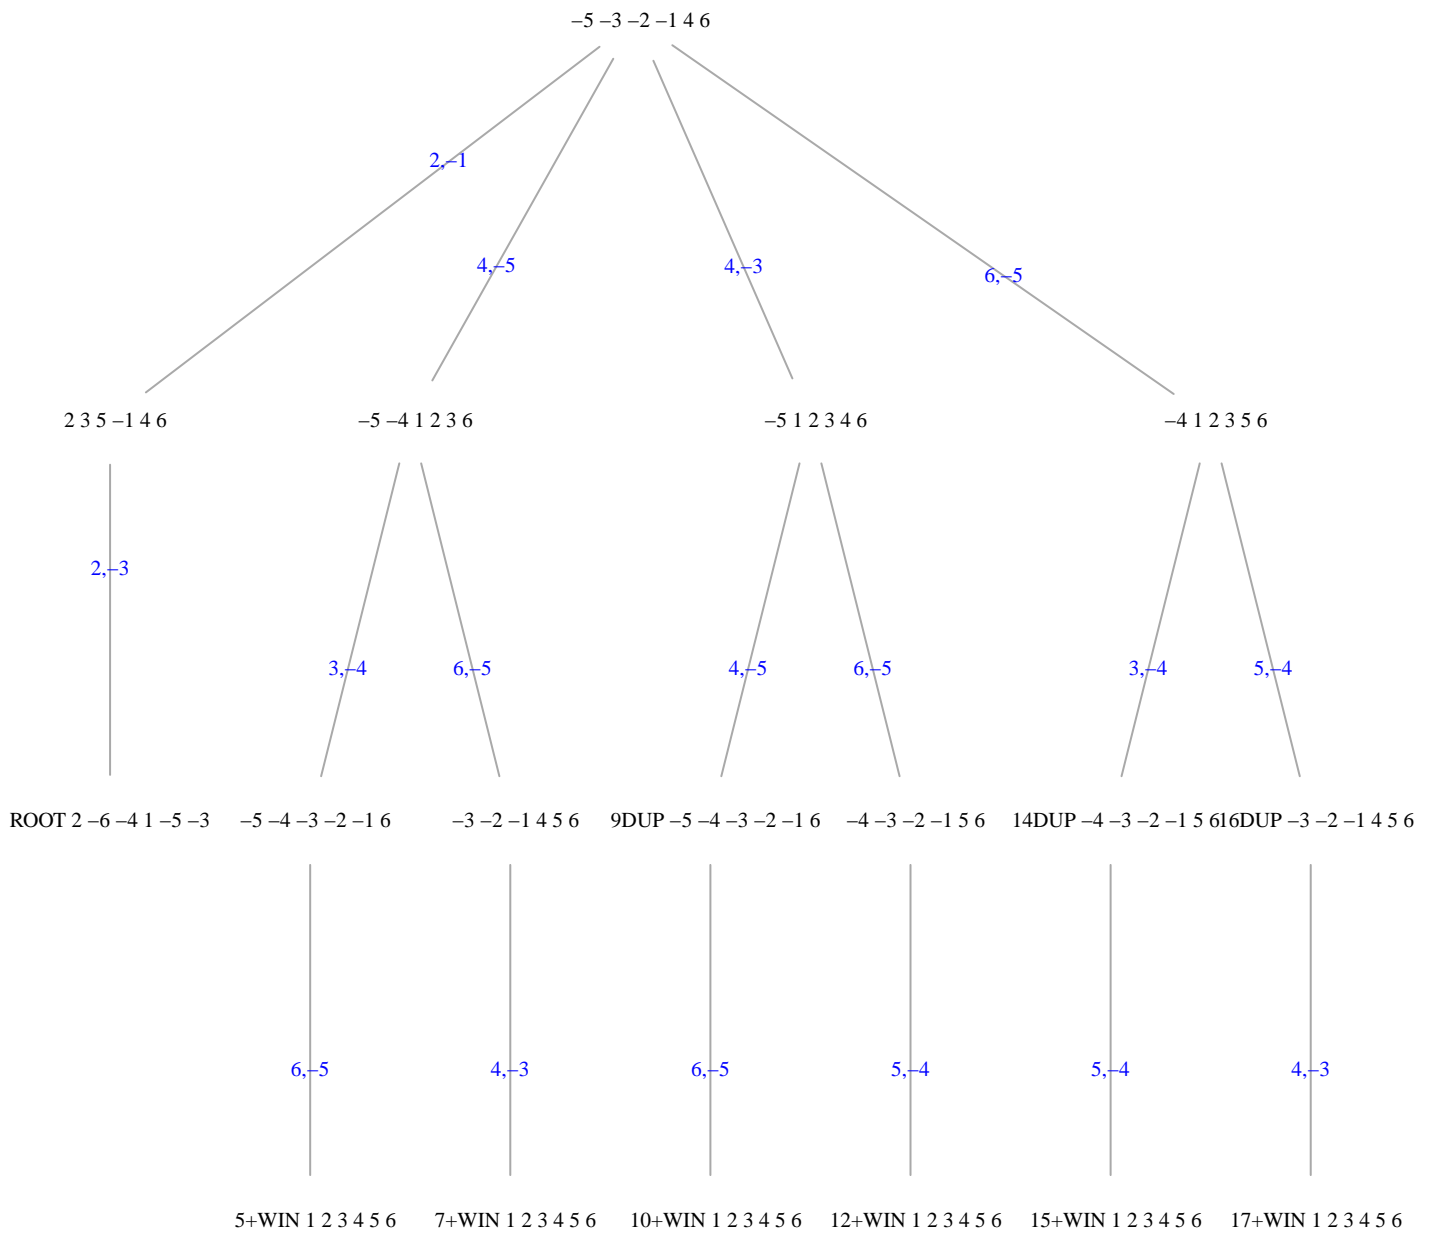 –5 –3 –2 –1 4 6
2,–1
4,–5
4,–3
6,–5
2 3 5 –1 4 6
–5 –4 1 2 3 6
–5 1 2 3 4 6
–4 1 2 3 5 6
2,–3
3,–4
6,–5
4,–5
6,–5
3,–4
5,–4
ROOT 2 –6 –4 1 –5 –3
–5 –4 –3 –2 –1 6
–3 –2 –1 4 5 6
9DUP –5 –4 –3 –2 –1 6
–4 –3 –2 –1 5 6
14DUP –4 –3 –2 –1 5 6
16DUP –3 –2 –1 4 5 6
6,–5
4,–3
6,–5
5,–4
5,–4
4,–3
5+WIN 1 2 3 4 5 6
7+WIN 1 2 3 4 5 6
10+WIN 1 2 3 4 5 6
12+WIN 1 2 3 4 5 6
15+WIN 1 2 3 4 5 6
17+WIN 1 2 3 4 5 6